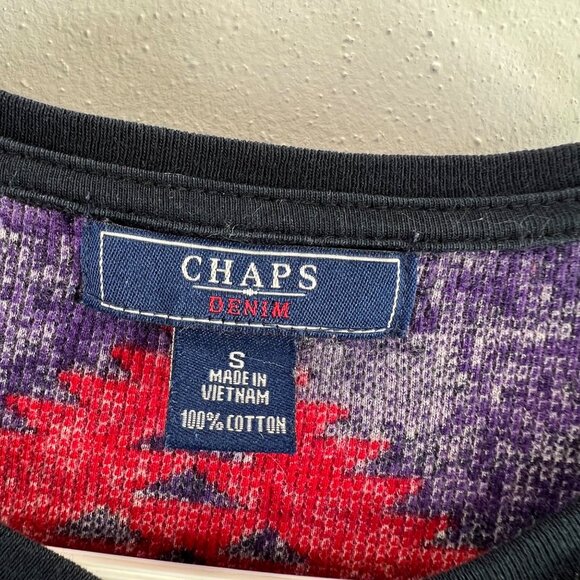 CHAPS
DENIM
S
MADE IN
VIETNAM
100% COTTON